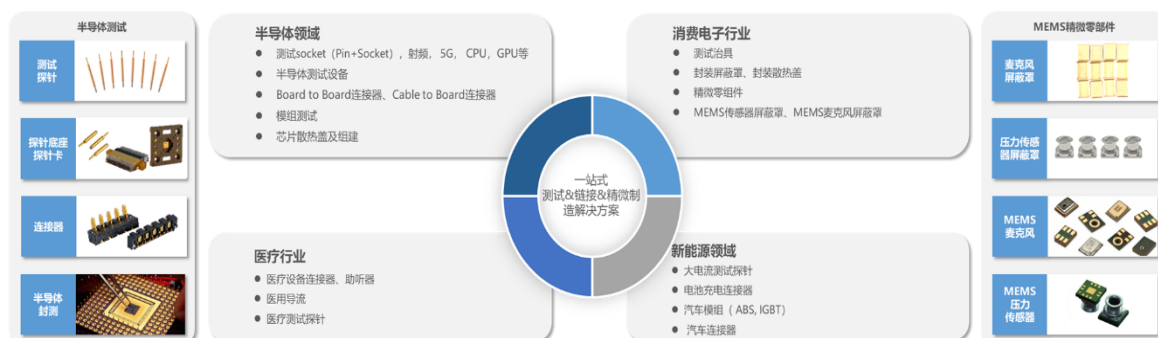 半导体测试
测试
探针
探针底座
探针卡
连接器
半导体
封测
半导体领域
测试socket（Pin+Socket），射频，5G，CPU，GPU等
半导体测试设备
Board to Board连接器、Cable to Board连接器
模组测试
芯片散热盖及组建
消费电子行业
测试治具
封装屏蔽罩、封装散热盖
精微零组件
MEMS传感器屏蔽罩、MEMS麦克风屏蔽罩
一站式
测试&链接&精微制
造解决方案
医疗行业
医疗设备连接器、助听器
医用导流
医疗测试探针
新能源领域
大电流测试探针
电池充电连接器
汽车模组（ ABS, IGBT）
汽车连接器
MEMS精微零部件
麦克风
屏蔽罩
压力传感
器屏蔽罩
MEMS
麦克风
MEMS
压力
传感器